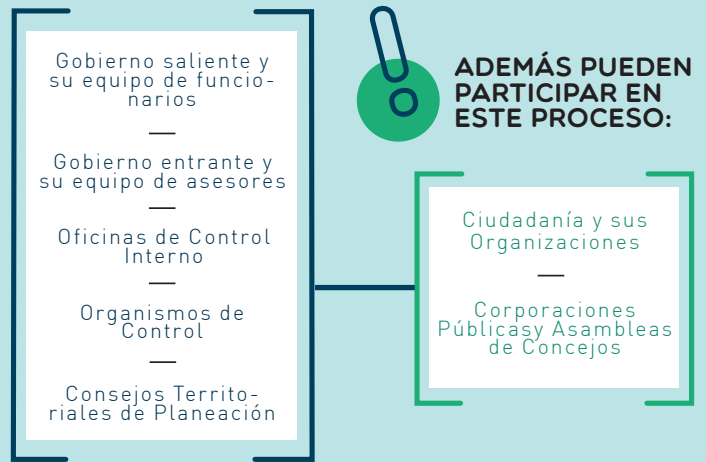 Gobierno saliente y
su equipo de funcio-
narios
—
Gobierno entrante y
su equipo de asesores
—
Oficinas de Control
Interno
—
Organismos de
Control
—
Consejos Territo-
riales de Planeación
ADEMÁS PUEDEN
PARTICIPAR EN
ESTE PROCESO:
Ciudadanía y sus
Organizaciones
—
Corporaciones
Públicasy Asambleas
de Concejos